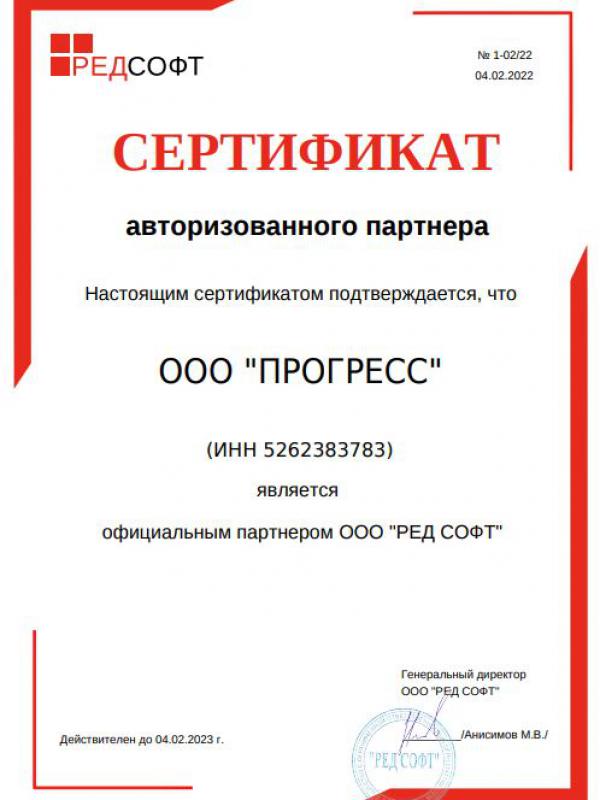 РЕДСОФТ
№ 1-02/22
04.02.2022
СЕРТИФИКАТ
авторизованного партнера
Настоящим сертификатом подтверждается, что
ООО "ПРОГРЕСС"
(ИНН 5262383783)
является
официальным партнером ООО "РЕД СОФТ"
Генеральный директор
ООО "РЕД СОФТ"
/Анисимов М.В./
Действителен до 04.02.2023 г.
"РЕД СОФТ"